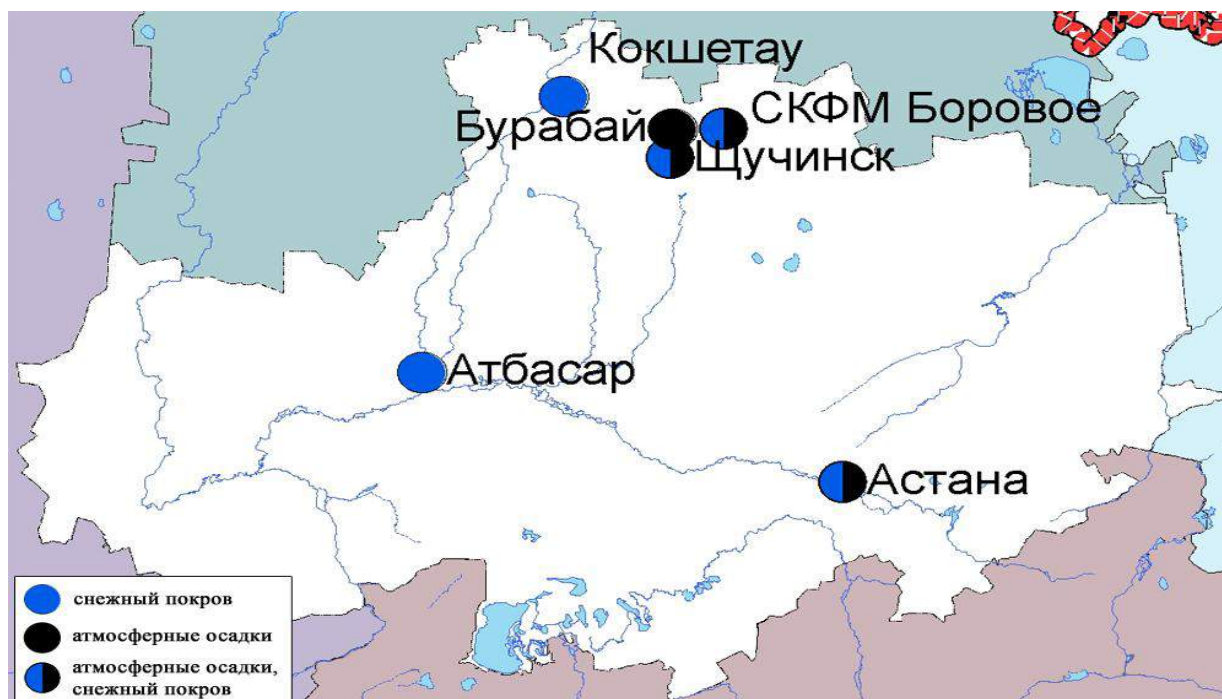 Кокшетау
СКФМ Боровое
Бурабай
Щучинск
Атбасар
Астана
снежный покров
атмосферные осадки
атмосферные осадки,
снежный покров